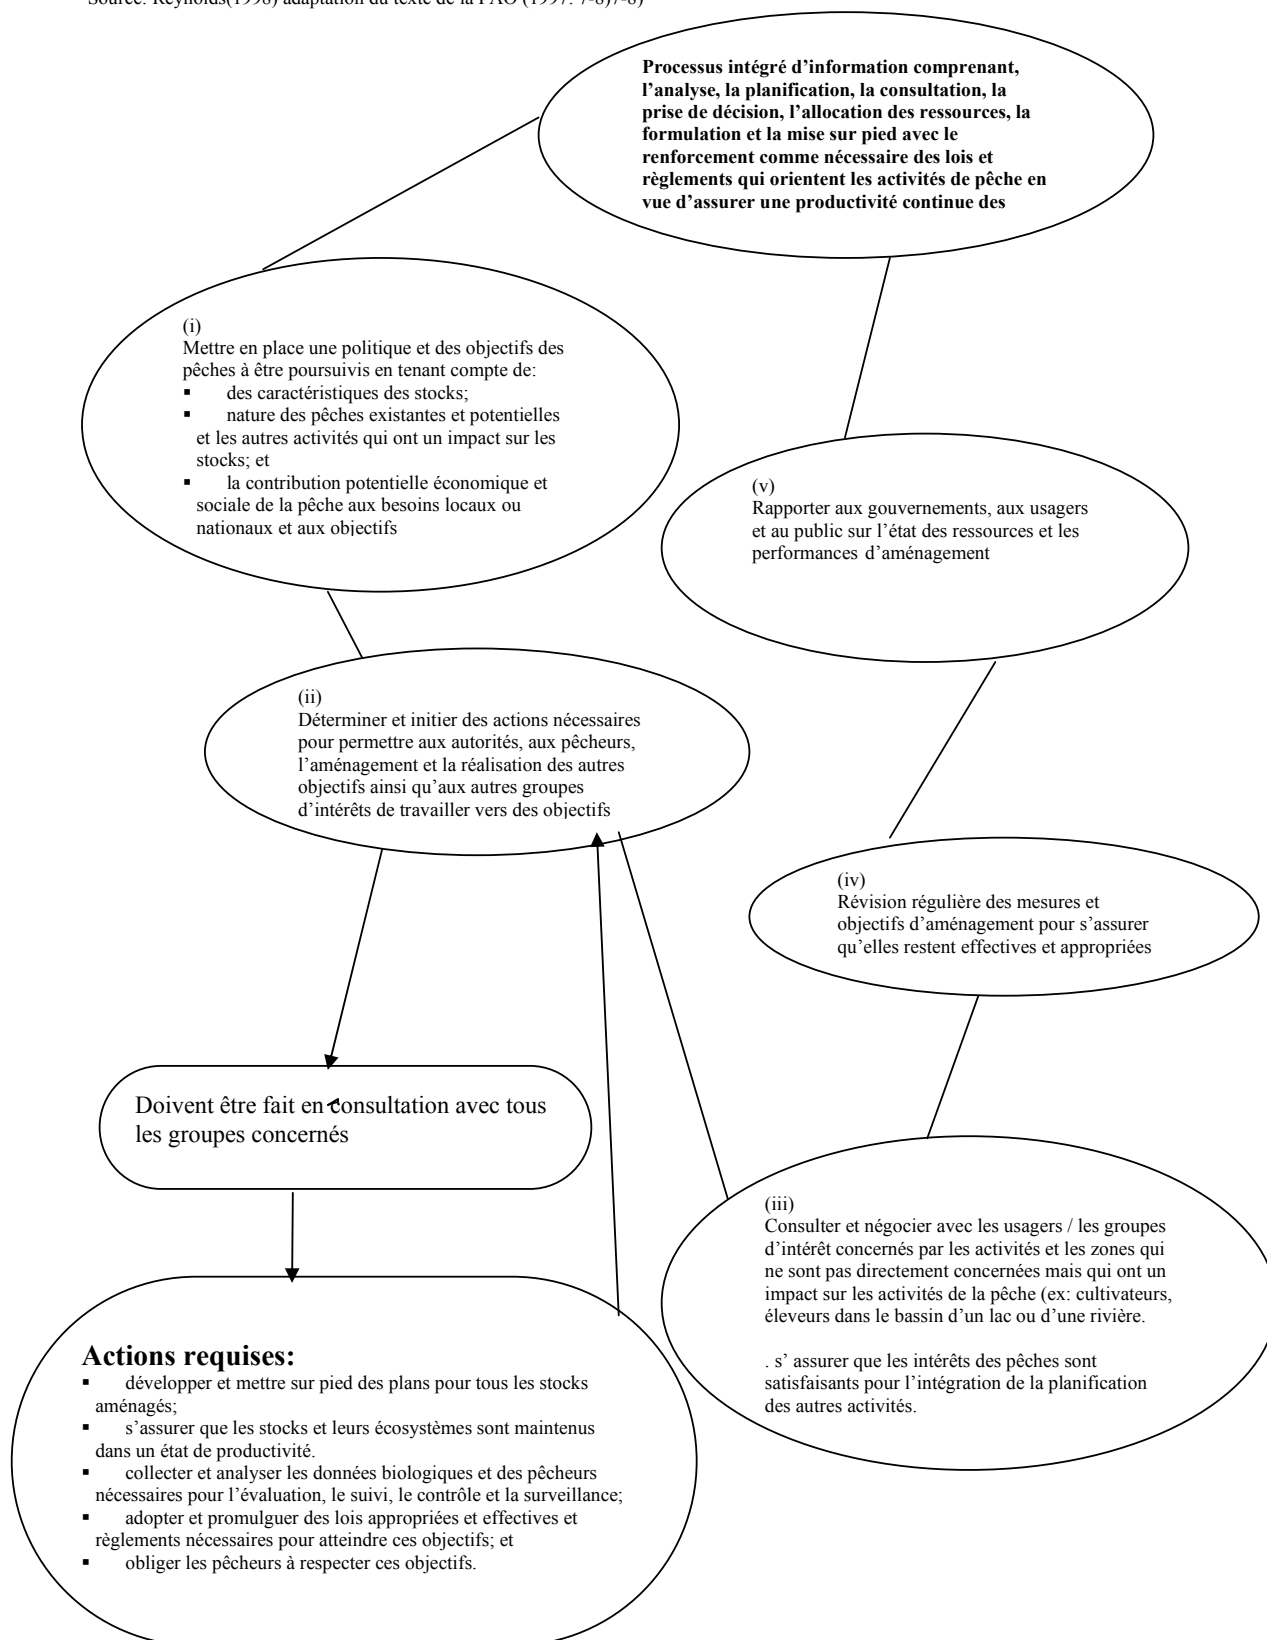 Source: Reynolds(1998) adaptation du texte de la FAO (1997: 7-8)7-8)
Processus intégré d’information comprenant,
l’analyse, la planification, la consultation, la
prise de décision, l’allocation des ressources, la
formulation et la mise sur pied avec le
renforcement comme nécessaire des lois et
règlements qui orientent les activités de pêche en
vue d’assurer une productivité continue des
(i)
Mettre en place une politique et des objectifs des
pêches à être poursuivis en tenant compte de:
▪ des caractéristiques des stocks;
▪ nature des pêches existantes et potentielles
et les autres activités qui ont un impact sur les
stocks; et
▪ la contribution potentielle économique et
sociale de la pêche aux besoins locaux ou
nationaux et aux objectifs
(ii)
Déterminer et initier des actions nécessaires
pour permettre aux autorités, aux pêcheurs,
l’aménagement et la réalisation des autres
objectifs ainsi qu’aux autres groupes
d’intérêts de travailler vers des objectifs
Doivent être fait en consultation avec tous
les groupes concernés
Actions requises:
▪ développer et mettre sur pied des plans pour tous les stocks
aménagés;
▪ s’assurer que les stocks et leurs écosystèmes sont maintenus
dans un état de productivité.
▪ collecter et analyser les données biologiques et des pêcheurs
nécessaires pour l’évaluation, le suivi, le contrôle et la surveillance;
▪ adopter et promulguer des lois appropriées et effectives et
règlements nécessaires pour atteindre ces objectifs; et
▪ obliger les pêcheurs à respecter ces objectifs.
(iii)
Consulter et négocier avec les usagers / les groupes
d’intérêt concernés par les activités et les zones qui
ne sont pas directement concernées mais qui ont un
impact sur les activités de la pêche (ex: cultivateurs,
éleveurs dans le bassin d’un lac ou d’une rivière.
. s’ assurer que les intérêts des pêches sont
satisfaisants pour l’intégration de la planification
des autres activités.
(iv)
Révision régulière des mesures et
objectifs d’aménagement pour s’assurer
qu’elles restent effectives et appropriées
(v)
Rapporter aux gouvernements, aux usagers
et au public sur l’état des ressources et les
performances d’aménagement